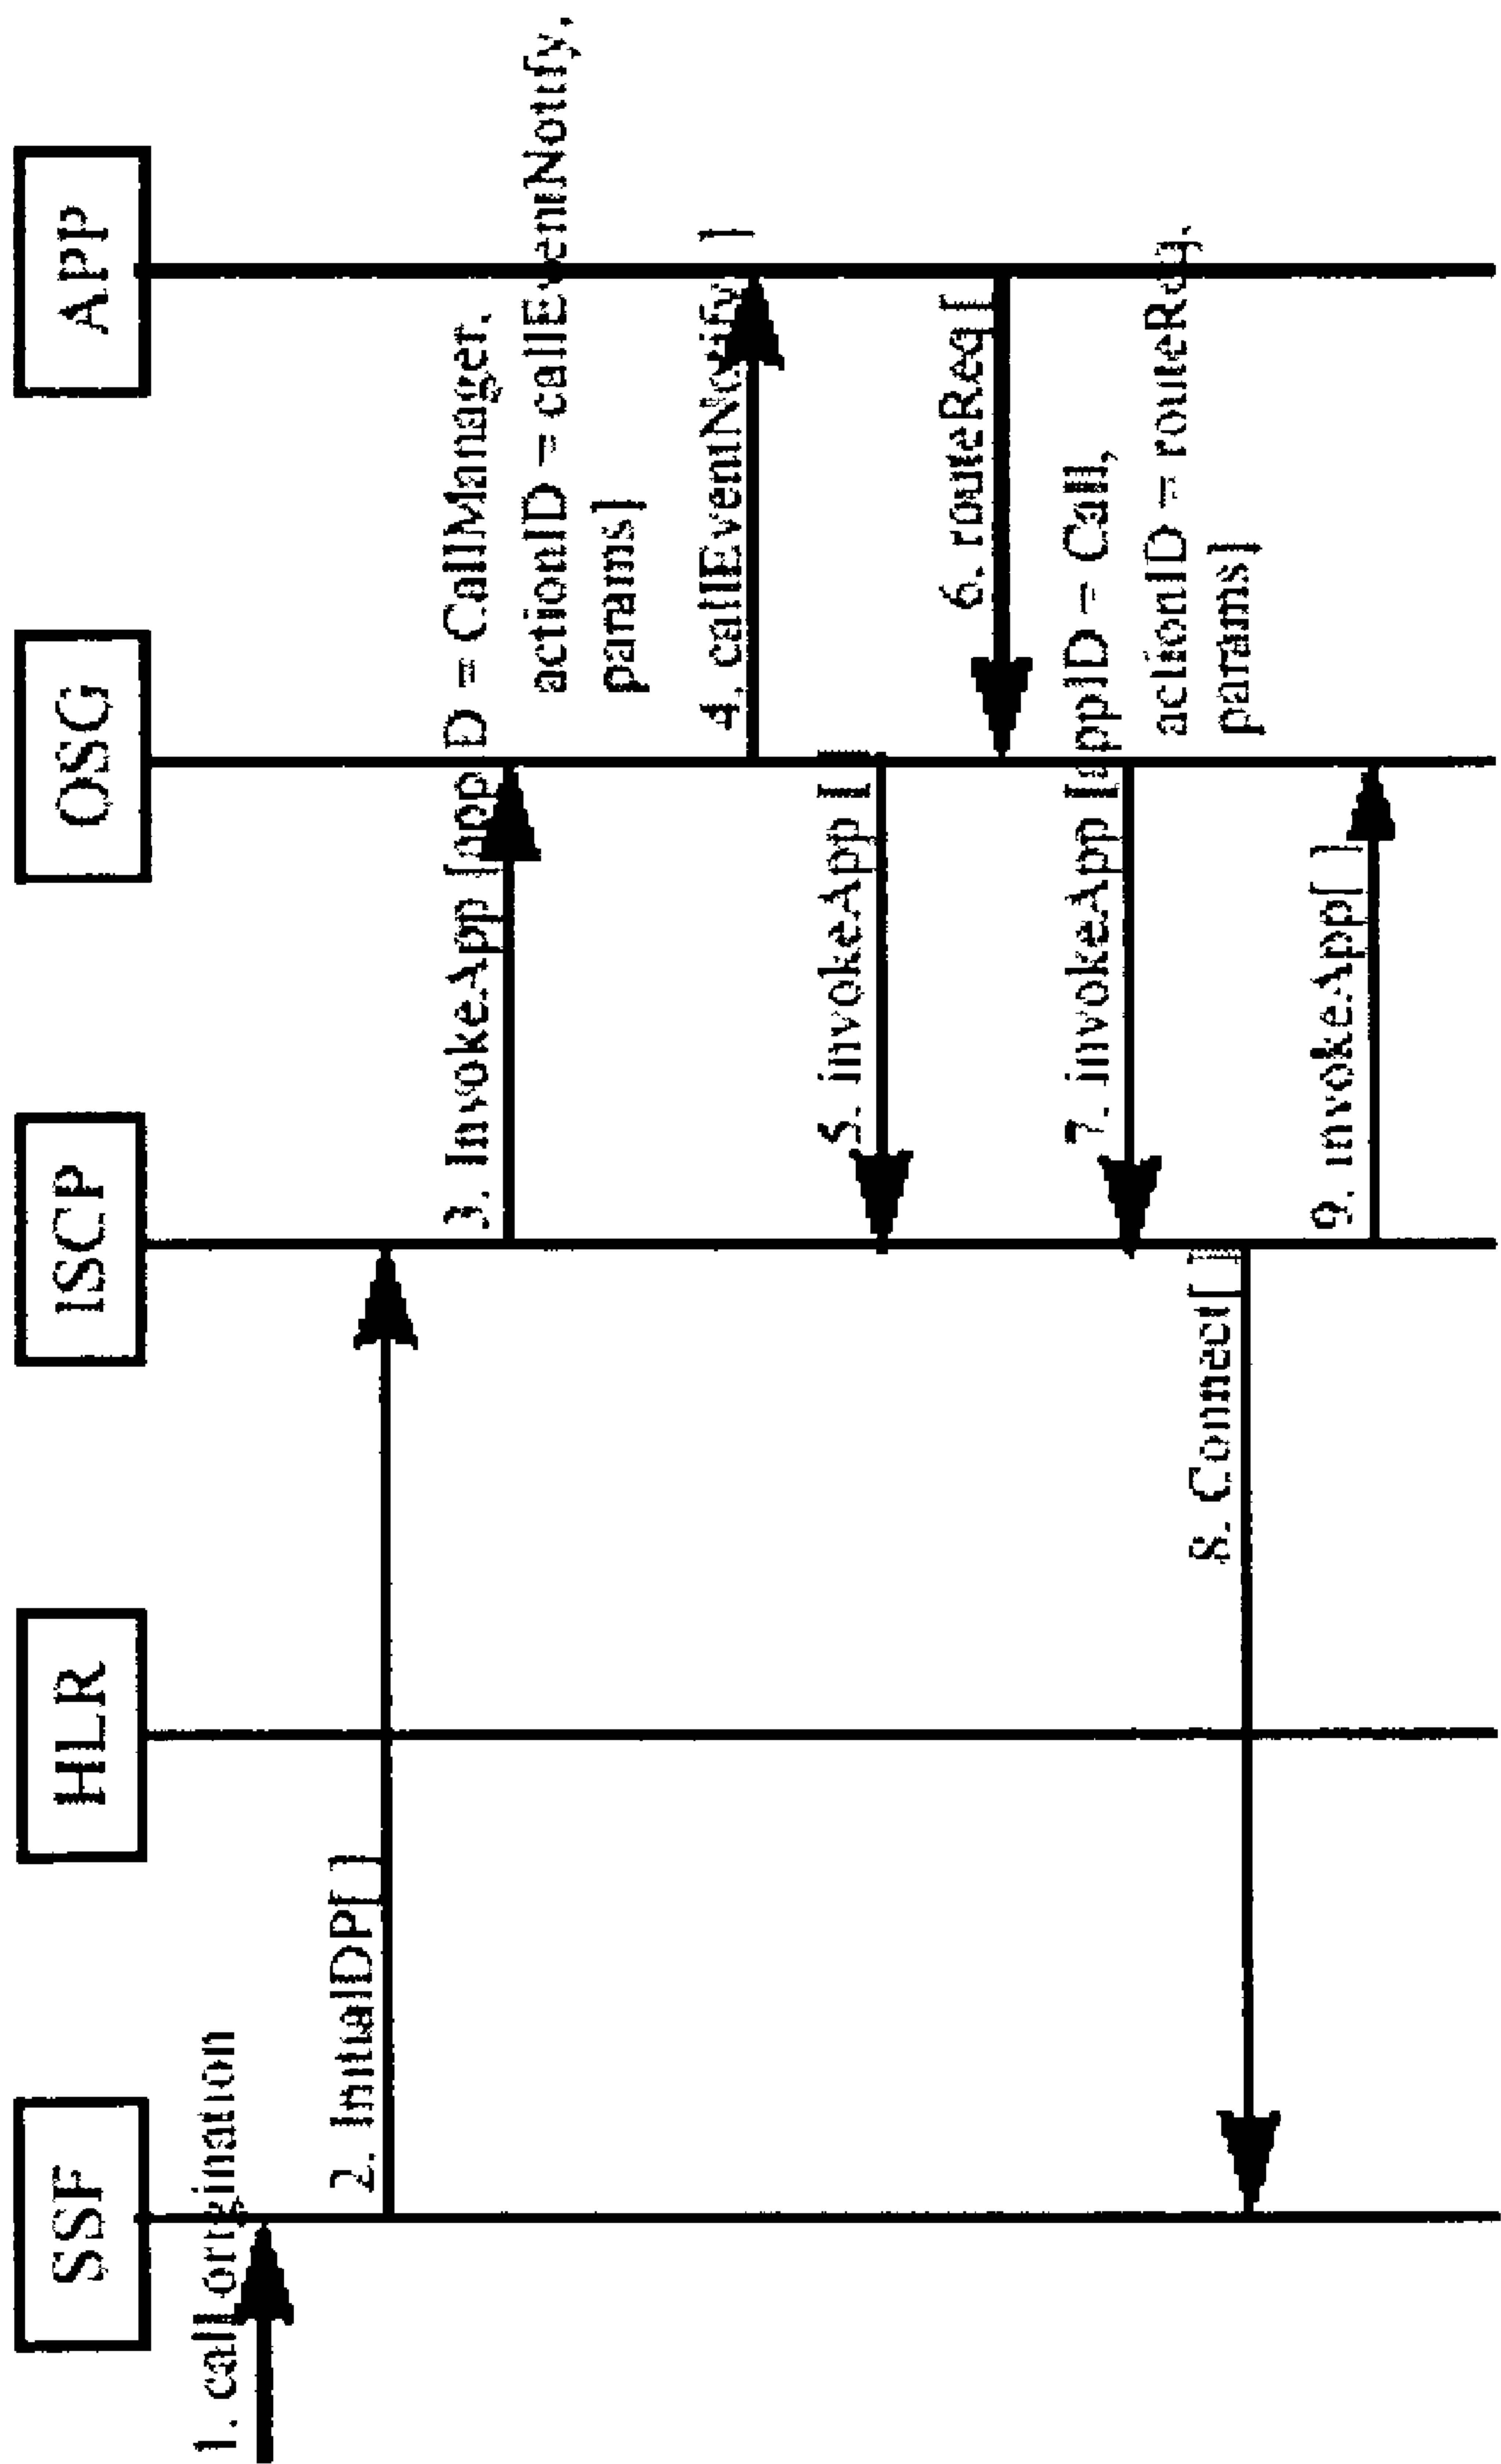 SSF
HLR
ISCP
OSG
APP
1. call origination
2. InitialDP[ ]
3. InvokeApp [appID = CallManager,
actionID = callEventNotify,
params]
4. callEventNotify[ ]
5. invokeApp [ ]
6. routeReq[ ]
7. invokeApp [appID = Call,
actionID = routeReq,
params]
8. Connect[ ]
9. invokeApp[ ]